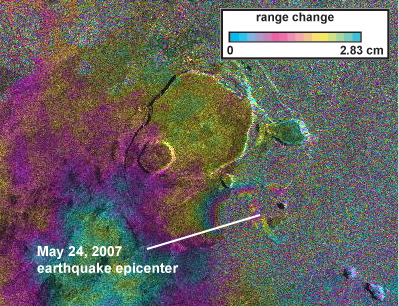 range change
0 2.83 cm
May 24, 2007
earthquake epicenter